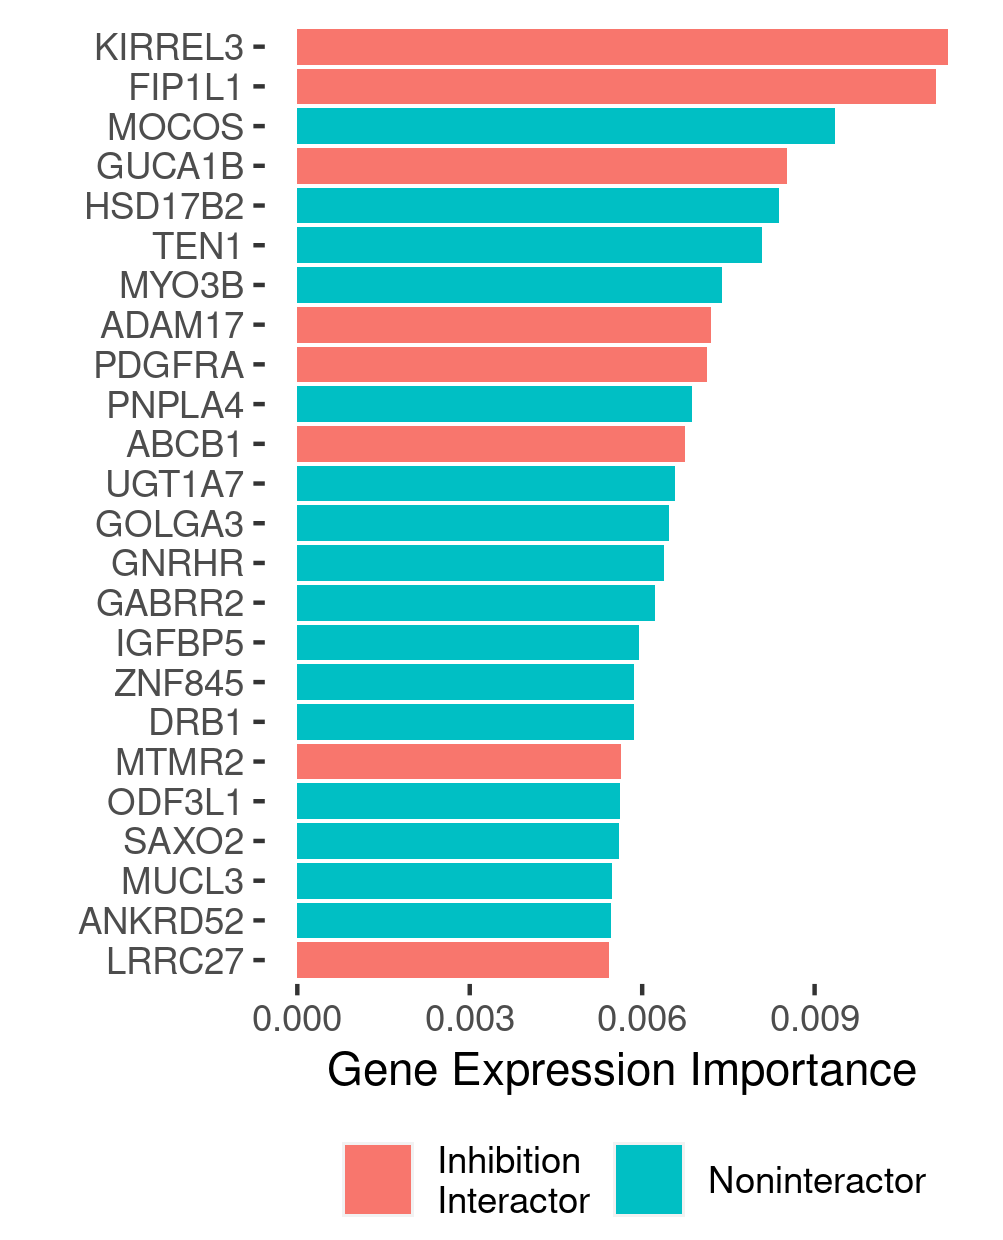 KIRREL3
FIP1L1
MOCOS
GUCA1B
HSD17B2
TEN1
MYO3B
ADAM17
PDGFRA
PNPLA4
ABCB1
UGT1A7
GOLGA3
GNRHR
GABRR2
IGFBP5
ZNF845
DRB1
MTMR2
ODF3L1
SAXO2
MUCL3
ANKRD52
LRRC27
0.000 0.003 0.006 0.009
Gene Expression Importance
Inhibition
Interactor
Noninteractor